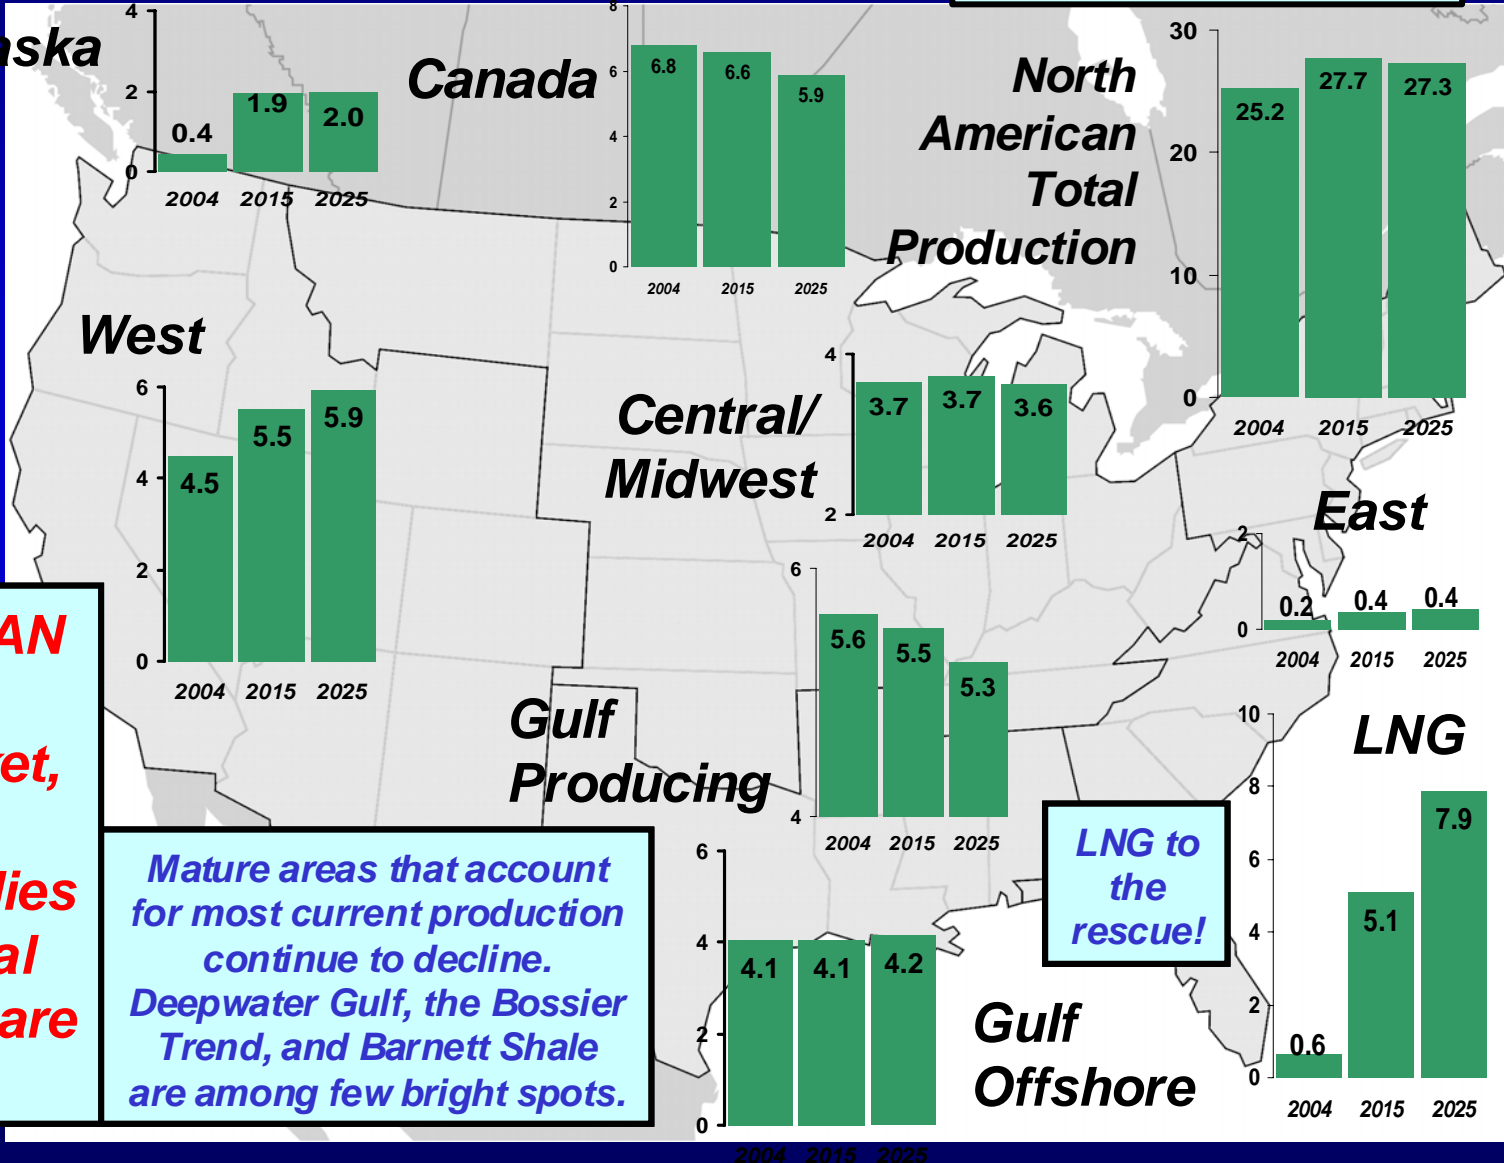 aska
4
2
0
0.4
1.9
2.0
2004 2015 2025
Canada
8
6
4
2
0
6.8
6.6
5.9
2004 2015 2025
North
American
Total
Production
30
20
10
0
25.2
27.7
27.3
2004 2015 2025
West
6
4
2
0
4.5
5.5
5.9
2004 2015 2025
Central/
Midwest
4
2
3.7
3.7
3.6
2004 2015 2025
East
2
0
0.2
0.4
0.4
2004 2015 2025
Gulf
Producing
6
4
5.6
5.5
5.3
2004 2015 2025
LNG
10
8
6
4
2
0
0.6
5.1
7.9
2004 2015 2025
LNG to
the
rescue!
AN
et,
lies
al
are
Mature areas that account
for most current production
continue to decline.
Deepwater Gulf, the Bossier
Trend, and Barnett Shale
are among few bright spots.
Gulf
Offshore
6
4
2
0
4.1
4.1
4.2
2004 2015 2025